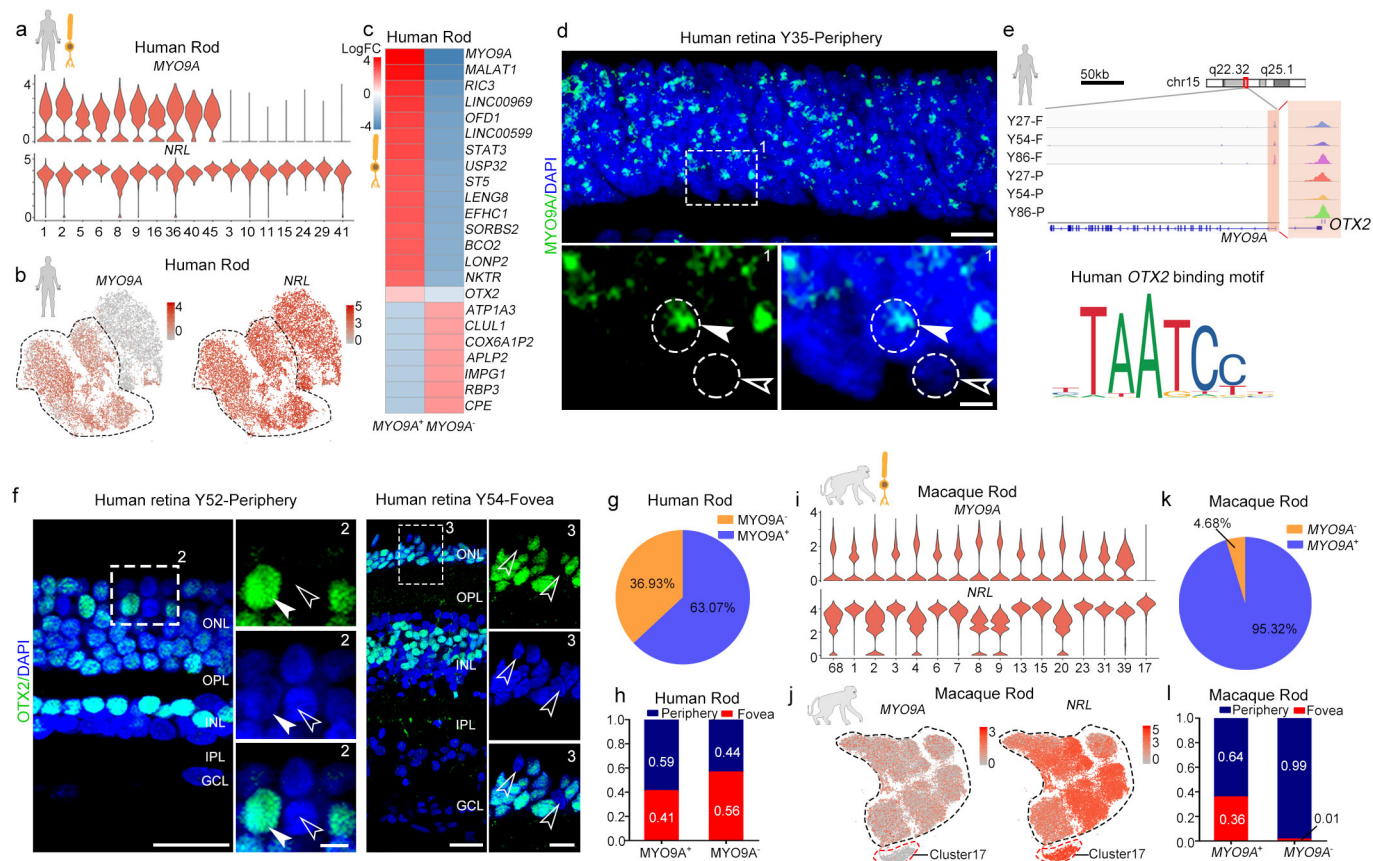 a
Human Rod
MYO9A
4
2
0
NRL
5
0
1 2 5 6 8 9 16 36 40 45 3 10 11 15 24 29 41
b
Human Rod
MYO9A
NRL
4
0
5
3
0
c
Human Rod
LogFC
4
0
-4
MYO9A
MALAT1
RIC3
LINC00969
OFD1
LINC00599
STAT3
USP32
ST5
LENG8
EFHC1
SORBS2
BCO2
LONP2
NKTR
OTX2
ATP1A3
CLUL1
COX6A1P2
APLP2
IMPG1
RBP3
CPE
MYO9A+ MYO9A-
d
Human retina Y35-Periphery
MYO9A/DAPI
1
1
1
e
50kb
chr15
q22.32 q25.1
Y27-F
Y54-F
Y86-F
Y27-P
Y54-P
Y86-P
MYO9A
OTX2
Human OTX2 binding motif
TAATCC
f
Human retina Y52-Periphery
Human retina Y54-Fovea
OTX2/DAPI
2
ONL
OPL
INL
IPL
GCL
2
2
2
3
ONL
OPL
INL
IPL
GCL
3
3
3
g
Human Rod
MYO9A-
MYO9A+
36.93%
63.07%
h
Human Rod
Periphery Fovea
1.0
0.8
0.6
0.4
0.2
0
0.59
0.41
0.44
0.56
MYO9A+ MYO9A-
i
Macaque Rod
MYO9A
4
2
0
NRL
4
2
0
68 1 2 3 4 6 7 8 9 13 15 20 23 31 39 17
j
Macaque Rod
MYO9A
NRL
3
0
5
3
0
Cluster17
Cluster17
k
Macaque Rod
MYO9A-
MYO9A+
4.68%
95.32%
l
Macaque Rod
Periphery Fovea
1.0
0.8
0.6
0.4
0.2
0
0.64
0.36
0.99
0.01
MYO9A+ MYO9A-